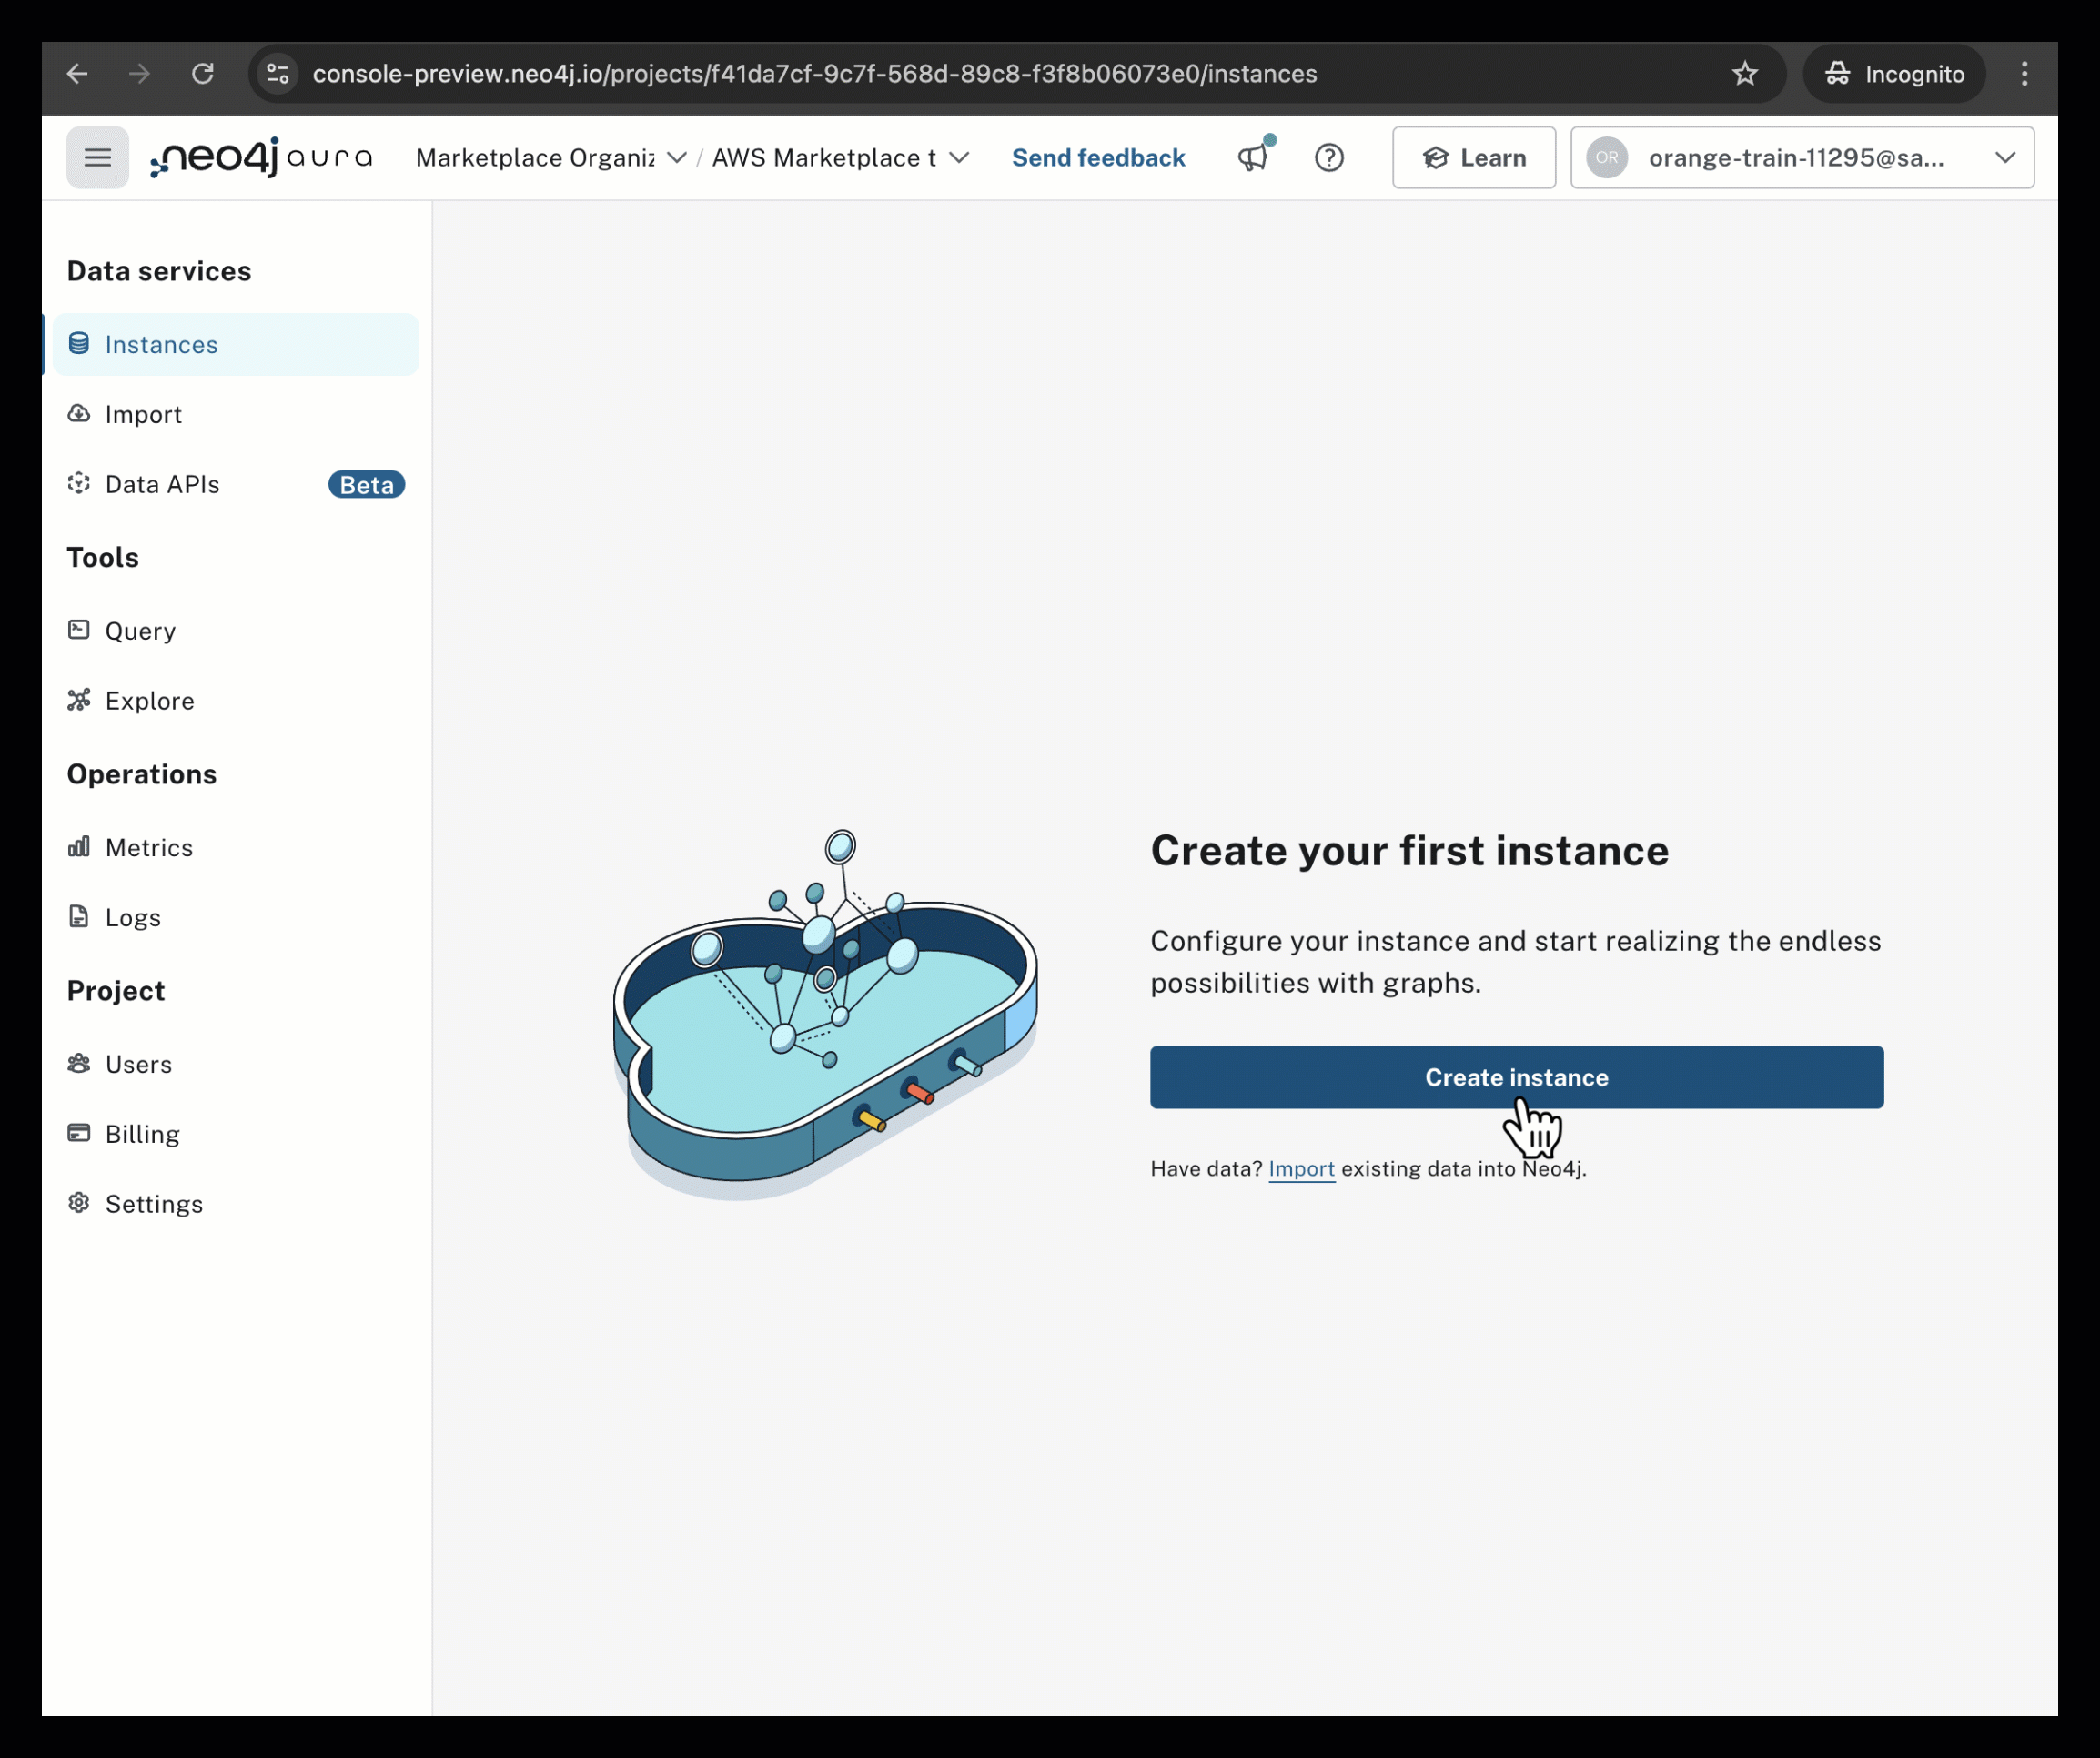 console-preview.neo4j.io/projects/f41da7cf-9c7f-568d-89c8-f3f8b06073e0/instances
Incognito
neo4j aura
Marketplace Organiz / AWS Marketplace t
Send feedback
Learn
OR
orange-train-11295@sa...
Data services
Instances
Import
Data APIs
Beta
Tools
Query
Explore
Operations
Metrics
Logs
Project
Users
Billing
Settings
Create your first instance
Configure your instance and start realizing the endless
possibilities with graphs.
Create instance
Have data? Import existing data into Neo4j.